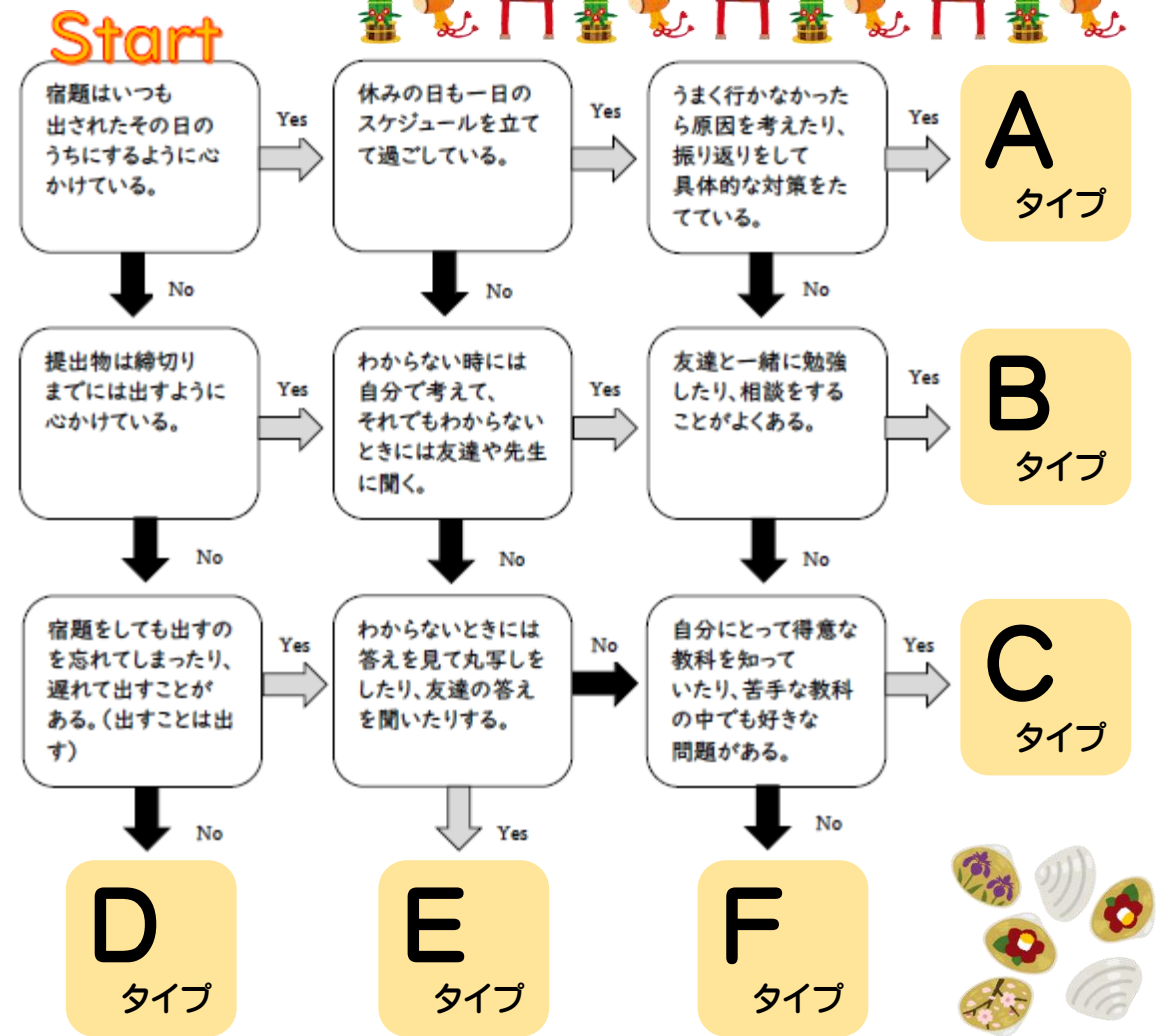 Start
宿題はいつも
出されたその日の
うちにするように心
かけている。
Yes
休みの日も一日の
スケジュールを立て
て過ごしている。
Yes
うまく行かなかった
ら原因を考えたり、
振り返りをして
具体的な対策をた
てている。
Yes
A
タイプ
No
No
No
提出物は締切り
までには出すように
心かけている。
Yes
わからない時には
自分で考えて、
それでもわからない
ときには友達や先生
に聞く。
Yes
友達と一緒に勉強
したり、相談をする
ことがよくある。
Yes
B
タイプ
No
No
No
宿題をしても出すの
を忘れてしまったり、
遅れて出すことが
ある。(出すことは出
す)
Yes
わからないときには
答えを見て丸写しを
したり、友達の答え
を聞いたりする。
No
自分にとって得意な
教科を知って
いたり、苦手な教科
の中でも好きな
問題がある。
Yes
C
タイプ
No
Yes
No
D
タイプ
E
タイプ
F
タイプ